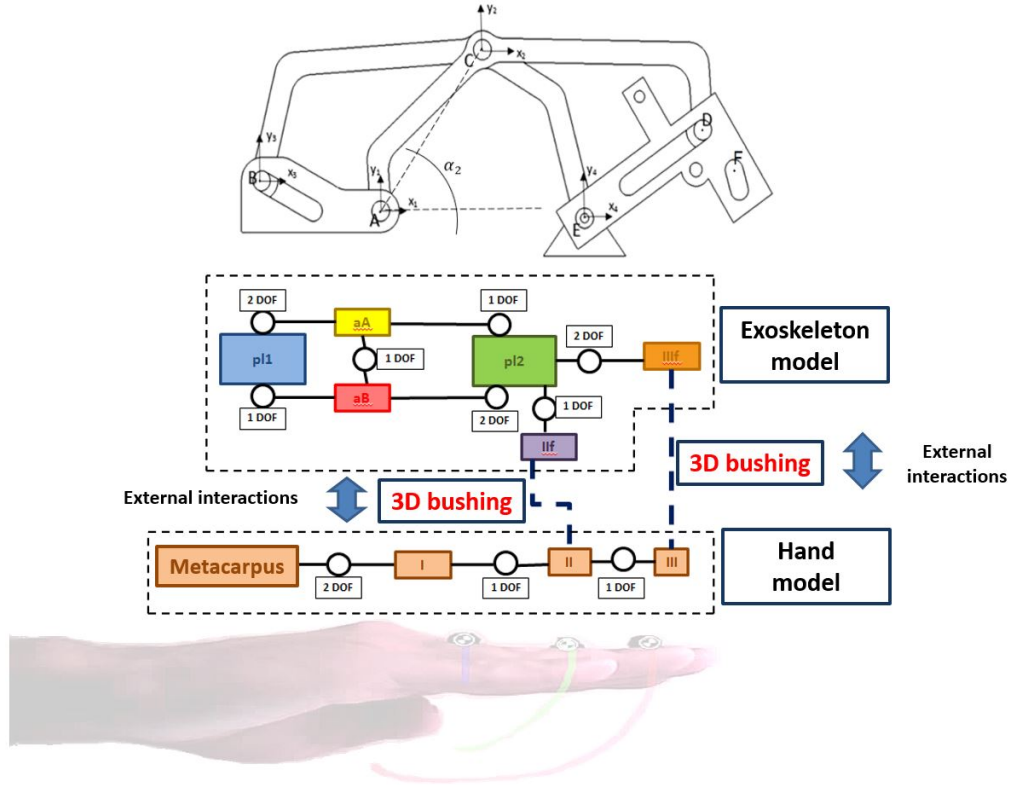 y₂
C
x₂
D
y₃
α₂
F
B
x₃
y₁
y₄
x₁
A
x₄
E
2 DOF
1 DOF
aA
2 DOF
Exoskeleton
model
pl1
1 DOF
pl2
IIIf
aB
1 DOF
1 DOF
2 DOF
IIf
3D bushing
External
interactions
External interactions
3D bushing
Hand
model
Metacarpus
I
II
III
2 DOF
1 DOF
1 DOF